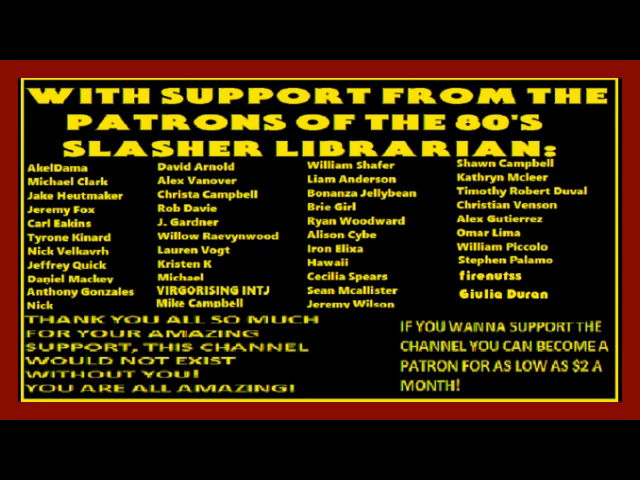 WITH SUPPORT FROM THE
PATRONS OF THE 80'S
SLASHER LIBRARIAN:
AkelDama
Michael Clark
Jake Heutmaker
Jeremy Fox
Carl Eakins
Tyrone Kinard
Nick Velkavrh
Jeffrey Quick
Daniel Mackey
Anthony Gonzales
Nick
David Arnold
Alex Vanover
Christa Campbell
Rob Davie
J. Gardner
Willow Raevynwood
Lauren Vogt
Kristen K
Michael
VIRGORISING INTJ
Mike Campbell
William Shafer
Liam Anderson
Bonanza Jellybean
Brie Girl
Ryan Woodward
Alison Cybe
Iron Elixa
Hawaii
Cecilia Spears
Sean Mcallister
Jeremy Wilson
Shawn Campbell
Kathryn Mcleer
Timothy Robert Duval
Christian Venson
Alex Gutierrez
Omar Lima
William Piccolo
Stephen Palamo
firenutss
Giulia Duran
THANK YOU ALL SO MUCH
FOR YOUR AMAZING
SUPPORT, THIS CHANNEL
WOULD NOT EXIST
WITHOUT YOU!
YOU ARE ALL AMAZING!
IF YOU WANNA SUPPORT THE
CHANNEL YOU CAN BECOME A
PATRON FOR AS LOW AS $2 A
MONTH!